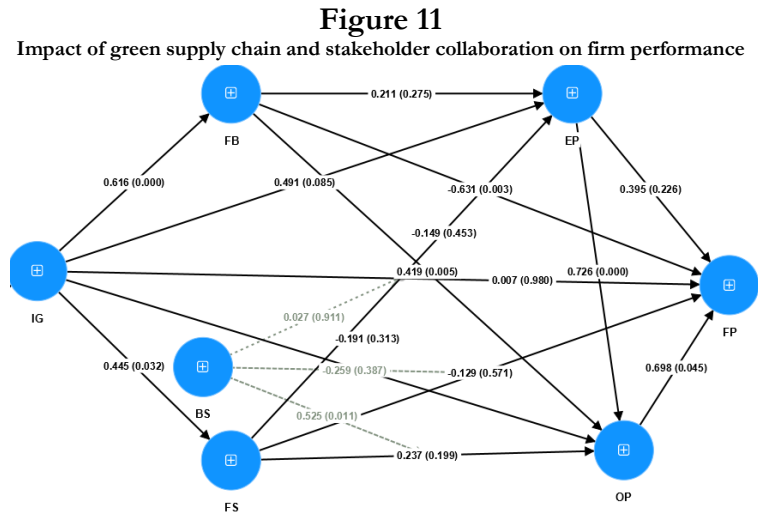 Figure 11
Impact of green supply chain and stakeholder collaboration on firm performance
0.211 (0.275)
FB
EP
0.616 (0.000)
0.491 (0.085)
-0.631 (0.003)
0.395 (0.226)
-0.149 (0.453)
0.419 (0.005)
0.007 (0.980)
0.726 (0.000)
IG
FP
0.027 (0.911)
-0.191 (0.313)
0.445 (0.032)
-0.259 (0.387)
-0.129 (0.571)
0.698 (0.045)
BS
0.525 (0.011)
0.237 (0.199)
FS
OP